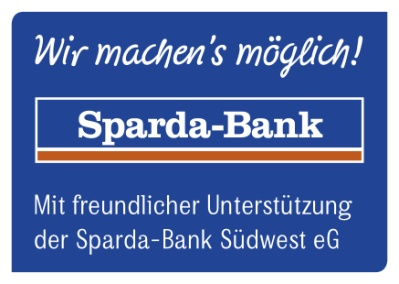 Wir machen's möglich!
Sparda-Bank
Mit freundlicher Unterstützung
der Sparda-Bank Südwest eG